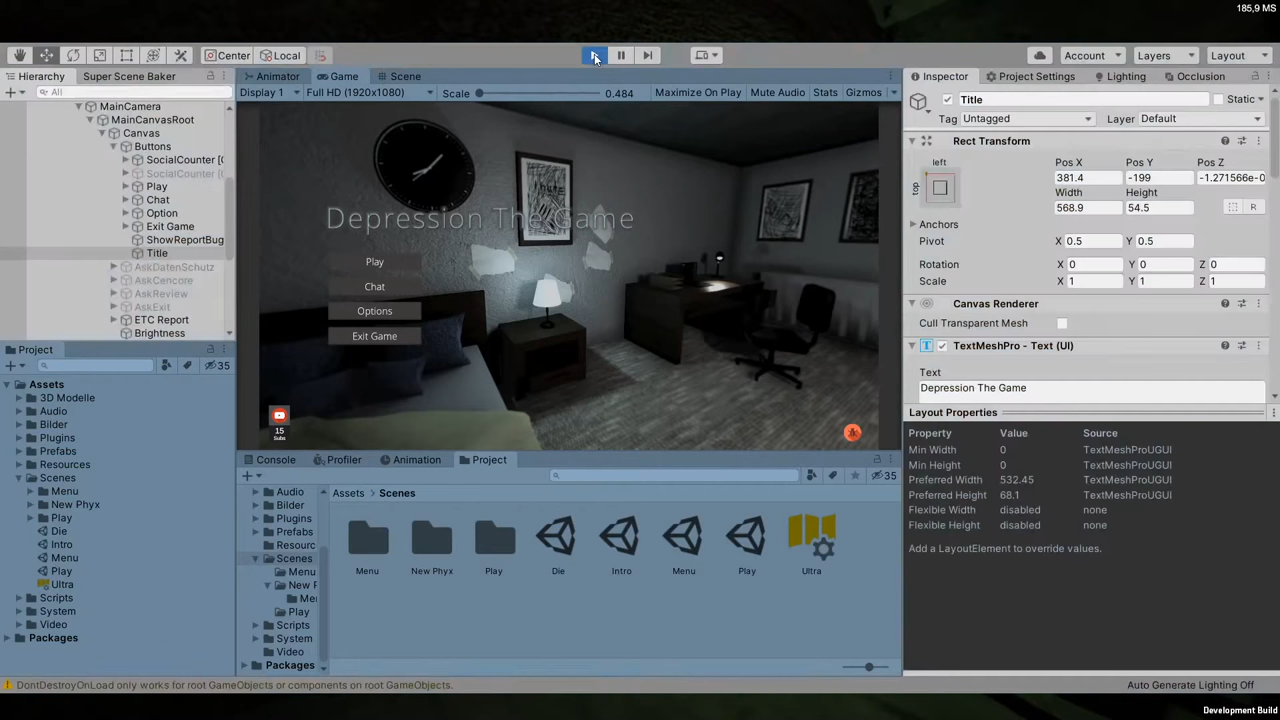 185,9 MS
Center Local Account Layers Layout
Hierarchy Super Scene Baker Animator Game Scene Inspector Project Settings Lighting Occlusion
All Display 1 Full HD (1920x1080) Scale 0.484 Maximize On Play Mute Audio Stats Gizmos
Title Static
Tag Untagged Layer Default
MainCamera
MainCanvasRoot
Canvas
Buttons
SocialCounter [(
SocialCounter [(
Play
Chat
Option
Exit Game
ShowReportBug
Title
AskDatenSchutz
AskCencore
AskReview
AskExit
ETC Report
Brightness
Depression The Game
Play
Chat
Options
Exit Game
15
Subs
Rect Transform
left
top
Pos X Pos Y Pos Z
381.4 -199 -1.271566e-0
Width Height
568.9 54.5 R
Anchors
Pivot X 0.5 Y 0.5
Rotation X 0 Y 0 Z 0
Scale X 1 Y 1 Z 1
Canvas Renderer
Cull Transparent Mesh
TextMeshPro - Text (UI)
Text
Depression The Game
Layout Properties
Property Value Source
Min Width 0 TextMeshProUGUI
Min Height 0 TextMeshProUGUI
Preferred Width 532.45 TextMeshProUGUI
Preferred Height 68.1 TextMeshProUGUI
Flexible Width disabled none
Flexible Height disabled none
Add a LayoutElement to override values.
Project
35
Assets
3D Modelle
Audio
Bilder
Plugins
Prefabs
Resources
Scenes
Menu
New Phyx
Play
Die
Intro
Menu
Play
Ultra
Scripts
System
Video
Packages
Console Profiler Animation Project
35
Audio
Bilder
Plugins
Prefabs
Resourc
Scenes
Menu
New F
Me
Play
Scripts
System
Video
Packages
Assets > Scenes
Menu New Phyx Play Die Intro Menu Play Ultra
DontDestroyOnLoad only works for root GameObjects or components on root GameObjects.
Auto Generate Lighting Off
Development Build